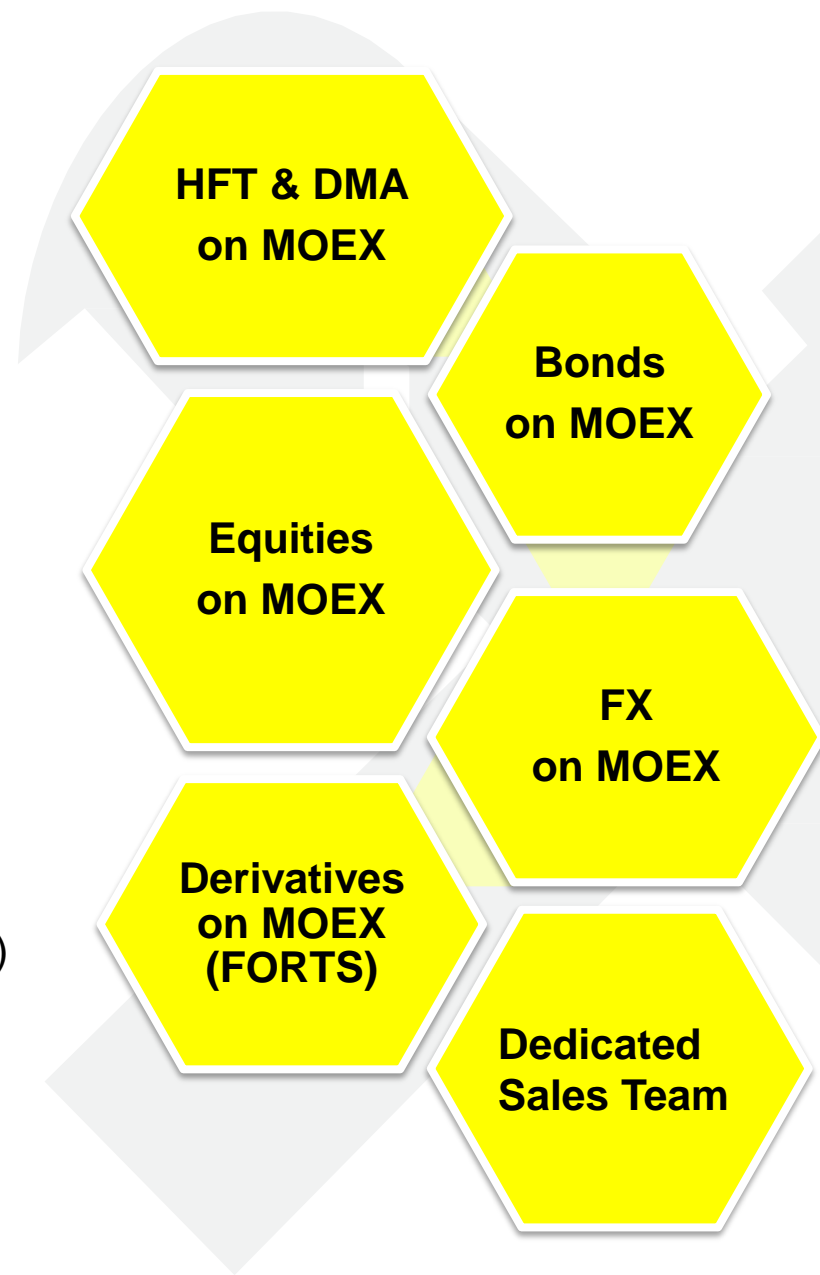 HFT & DMA
on MOEX
Bonds
on MOEX
Equities
on MOEX
FX
on MOEX
Derivatives
on MOEX
(FORTS)
)
Dedicated
Sales Team